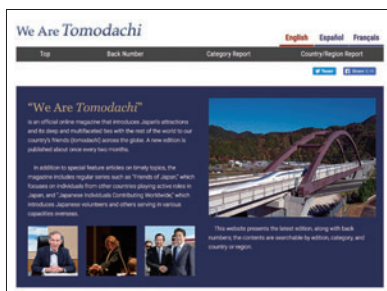 We Are Tomodachi
English Español Français
Top Back Number Category Report Country/Region Report
Tweet Share
"We Are Tomodachi"
is an official online magazine that introduces Japan's attractions
and its deep and multifaceted ties with the rest of the world to our
country's friends (tomodachi) across the globe. A new edition is
published about once every two months.
In addition to special feature articles on timely topics, the
magazine includes regular series such as "Friends of Japan," which
focuses on individuals from other countries playing active roles in
Japan, and "Japanese Individuals Contributing Worldwide," which
introduces Japanese volunteers and others serving in various
capacities overseas.
This website presents the latest edition, along with back
numbers; the contents are searchable by edition, category, and
country or region.